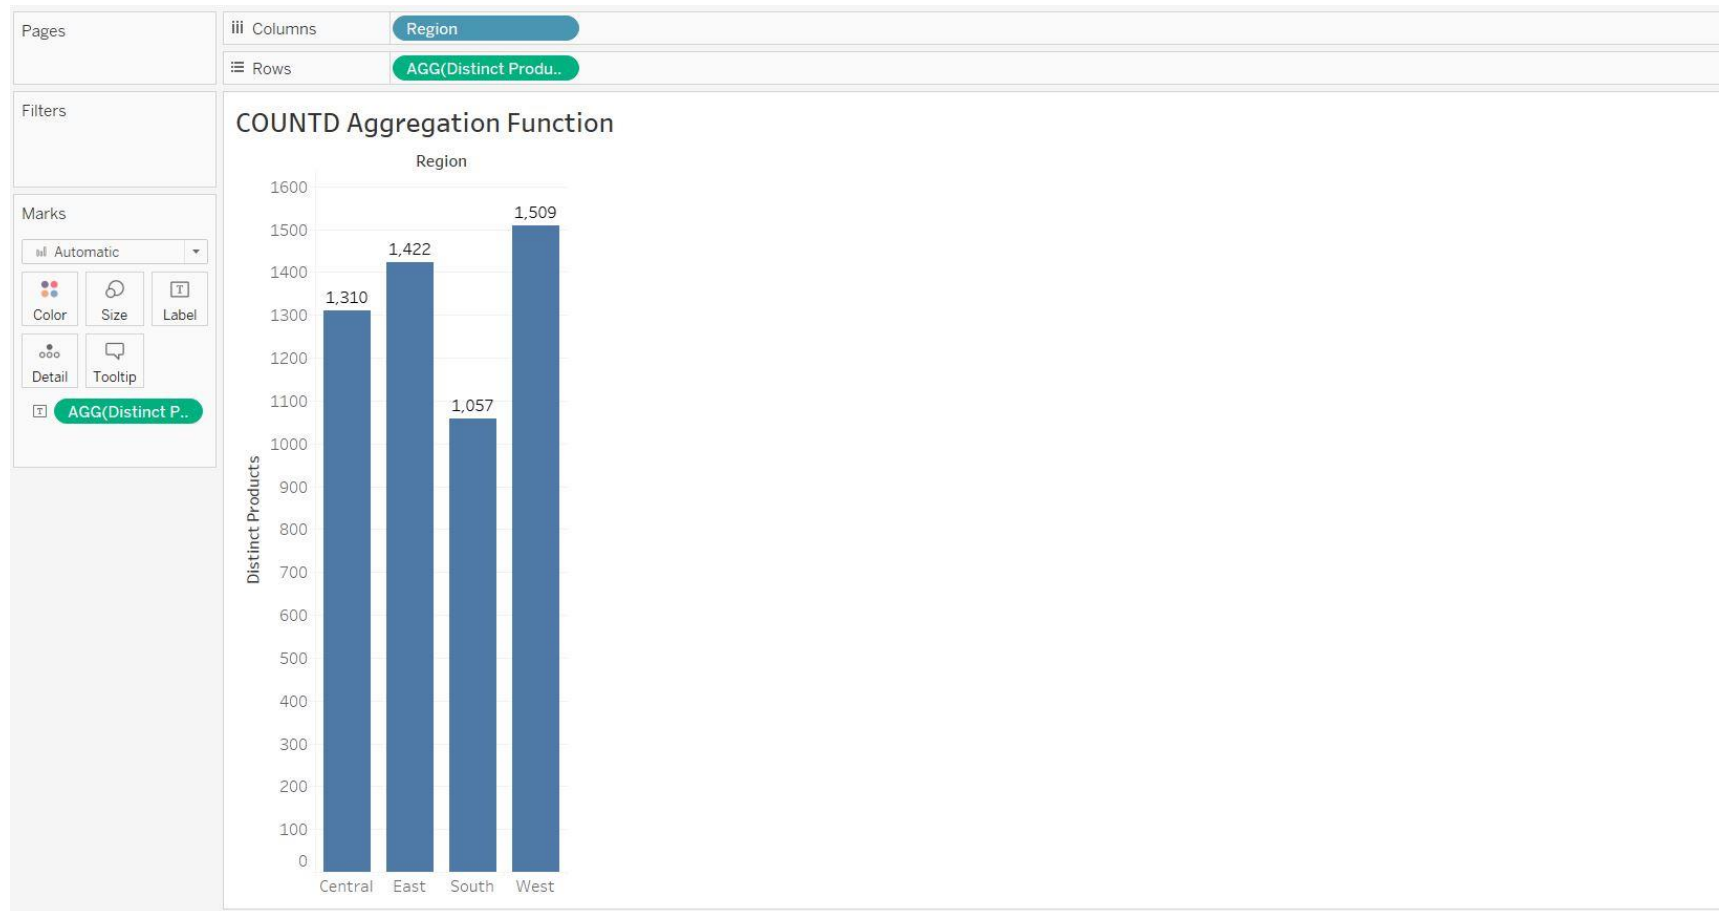 Pages
Columns
Region
Rows
AGG(Distinct Produ..
Filters
COUNTD Aggregation Function
Region
Marks
Automatic
Color
Size
T
Label
Detail
Tooltip
T
AGG(Distinct P..
Distinct Products
1600
1500
1400
1300
1200
1100
1000
900
800
700
600
500
400
300
200
100
0
1,310
1,422
1,057
1,509
Central
East
South
West